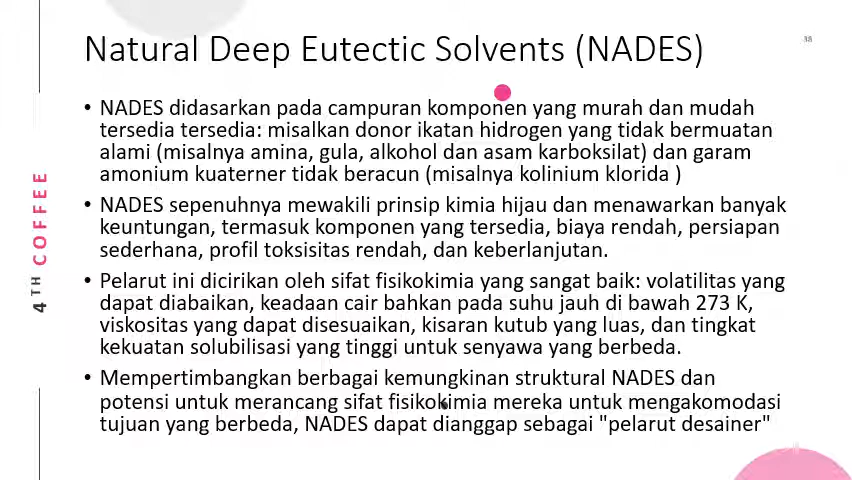 Natural Deep Eutectic Solvents (NADES)
38
• NADES didasarkan pada campuran komponen yang murah dan mudah
tersedia tersedia: misalkan donor ikatan hidrogen yang tidak bermuatan
alami (misalnya amina, gula, alkohol dan asam karboksilat) dan garam
amonium kuaterner tidak beracun (misalnya kolinium klorida )
• NADES sepenuhnya mewakili prinsip kimia hijau dan menawarkan banyak
keuntungan, termasuk komponen yang tersedia, biaya rendah, persiapan
sederhana, profil toksisitas rendah, dan keberlanjutan.
• Pelarut ini dicirikan oleh sifat fisikokimia yang sangat baik: volatilitas yang
dapat diabaikan, keadaan cair bahkan pada suhu jauh di bawah 273 K,
viskositas yang dapat disesuaikan, kisaran kutub yang luas, dan tingkat
kekuatan solubilisasi yang tinggi untuk senyawa yang berbeda.
• Mempertimbangkan berbagai kemungkinan struktural NADES dan
potensi untuk merancang sifat fisikokimia mereka untuk mengakomodasi
tujuan yang berbeda, NADES dapat dianggap sebagai "pelarut desainer"
4TH COFFEE